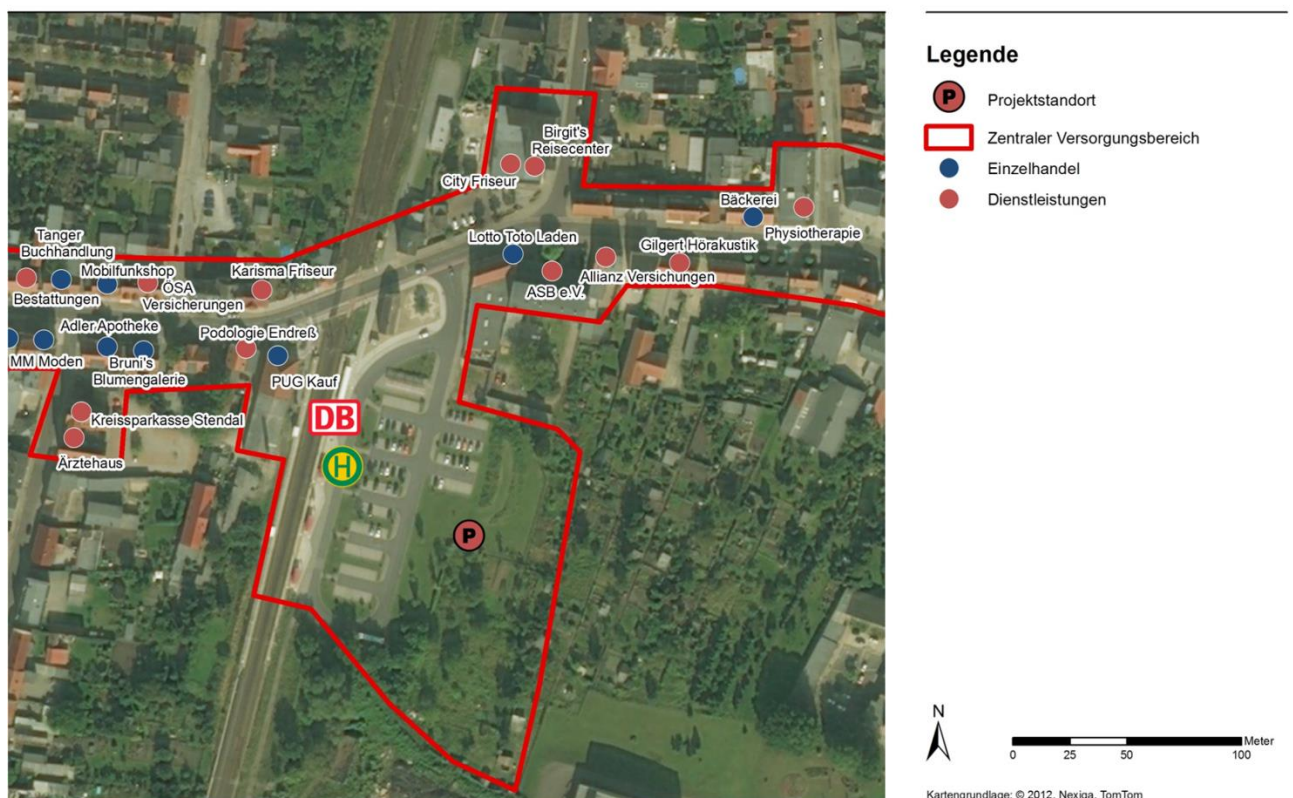 Legende
P
Projektstandort
Zentraler Versorgungsbereich
Einzelhandel
Dienstleistungen
Birgit's
Reisecenter
City Friseur
Bäckerei
Physiotherapie
Lotto Toto Laden
Gilgert Hörakustik
Allianz Versichungen
ASB e.V.
Tanger
Buchhandlung
Mobilfunkshop
Karisma Friseur
Bestattungen
ÖSA
Versicherungen
Adler Apotheke
Podologie Endreß
MM Moden
Bruni's
Blumengalerie
PUG Kauf
Kreissparkasse Stendal
Ärztehaus
DB
H
P
N
Meter
0 25 50 100
Kartengrundlage: © 2012, Nexiga, TomTom